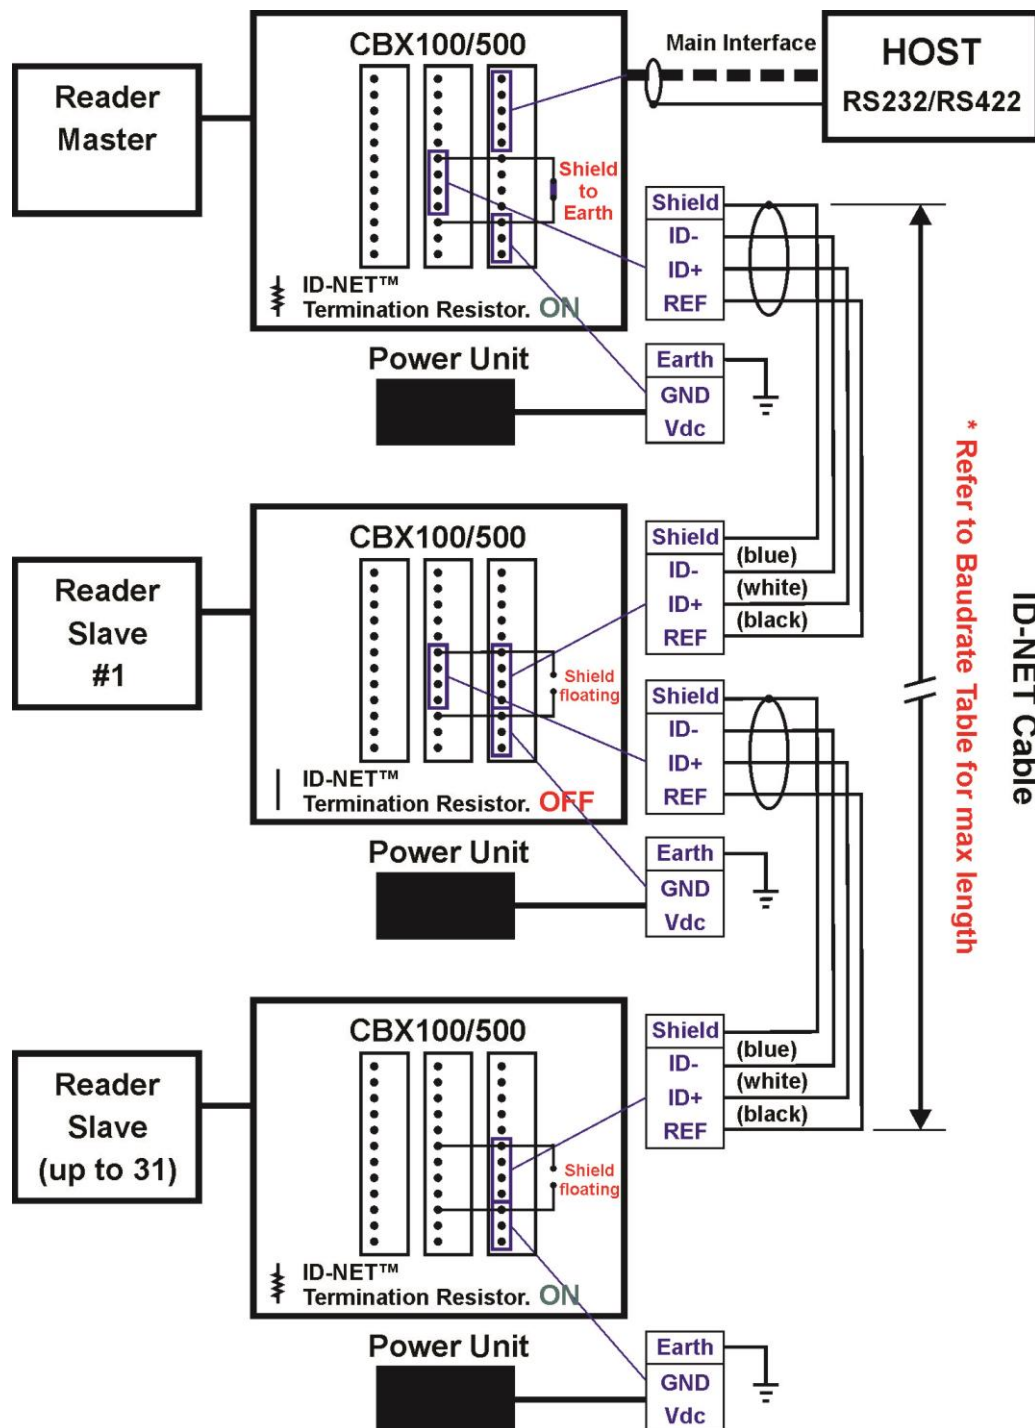 CBX100/500
Main Interface
HOST
RS232/RS422
Reader
Master
Shield
to
Earth
ID-NET™
Termination Resistor. ON
Shield
ID-
ID+
REF
Power Unit
Earth
GND
Vdc
CBX100/500
Reader
Slave
#1
Shield
floating
ID-NET™
Termination Resistor. OFF
Shield
ID- (blue)
ID+ (white)
REF (black)
Shield
ID-
ID+
REF
Power Unit
Earth
GND
Vdc
CBX100/500
Reader
Slave
(up to 31)
Shield
floating
ID-NET™
Termination Resistor. ON
Shield
ID- (blue)
ID+ (white)
REF (black)
Power Unit
Earth
GND
Vdc
* Refer to Baudrate Table for max length
ID-NET Cable